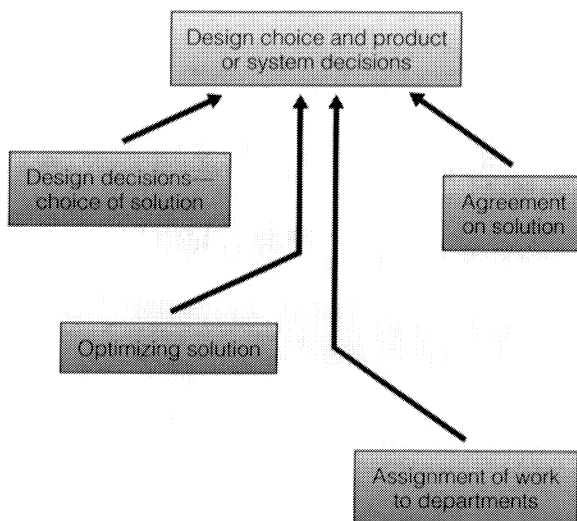 Design choice and product
or system decisions
Design decisions—
choice of solution
Agreement
on solution
Optimizing solution
Assignment of work
to departments